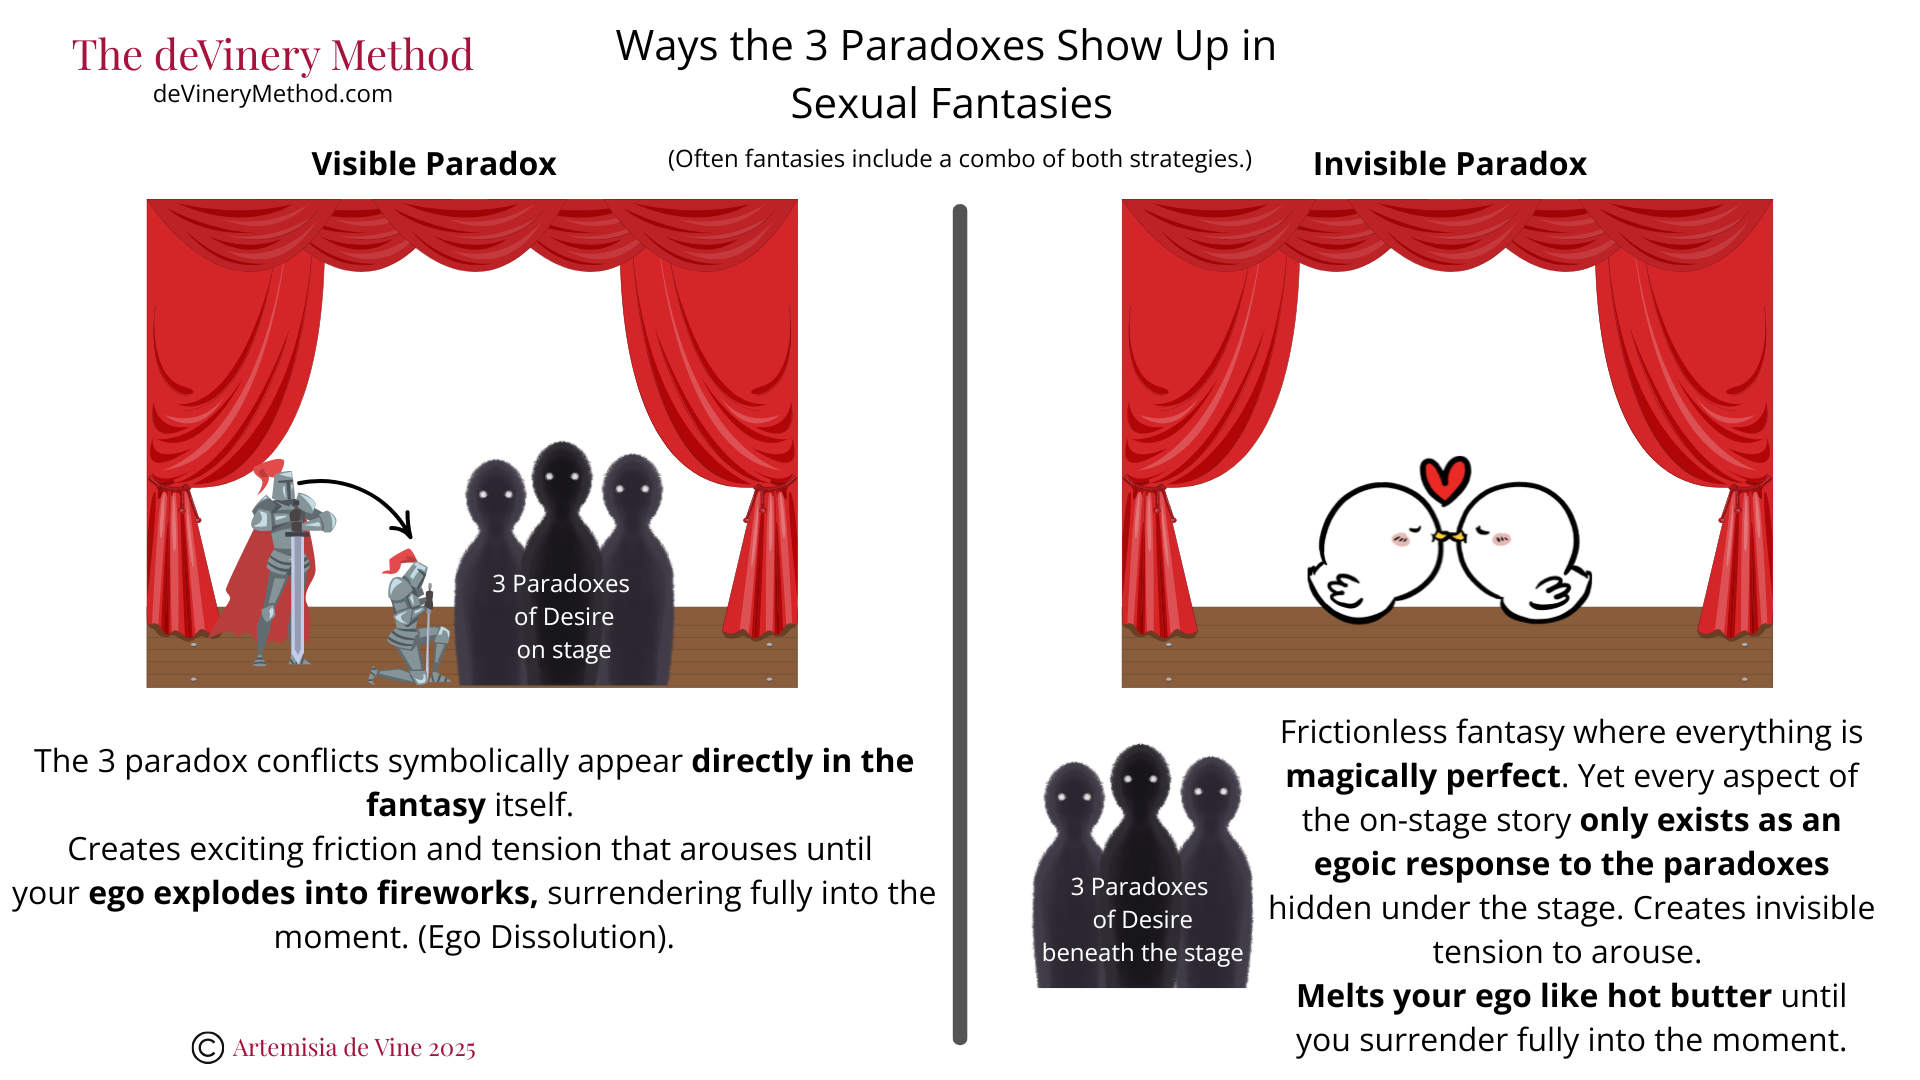 The deVinery Method
deVineryMethod.com
Ways the 3 Paradoxes Show Up in
Sexual Fantasies
(Often fantasies include a combo of both strategies.)
Visible Paradox
3 Paradoxes
of Desire
on stage
The 3 paradox conflicts symbolically appear directly in the
fantasy itself.
Creates exciting friction and tension that arouses until
your ego explodes into fireworks, surrendering fully into the
moment. (Ego Dissolution).
Invisible Paradox
3 Paradoxes
of Desire
beneath the stage
Frictionless fantasy where everything is
magically perfect. Yet every aspect of
the on-stage story only exists as an
egoic response to the paradoxes
hidden under the stage. Creates invisible
tension to arouse.
Melts your ego like hot butter until
you surrender fully into the moment.
© Artemisia de Vine 2025